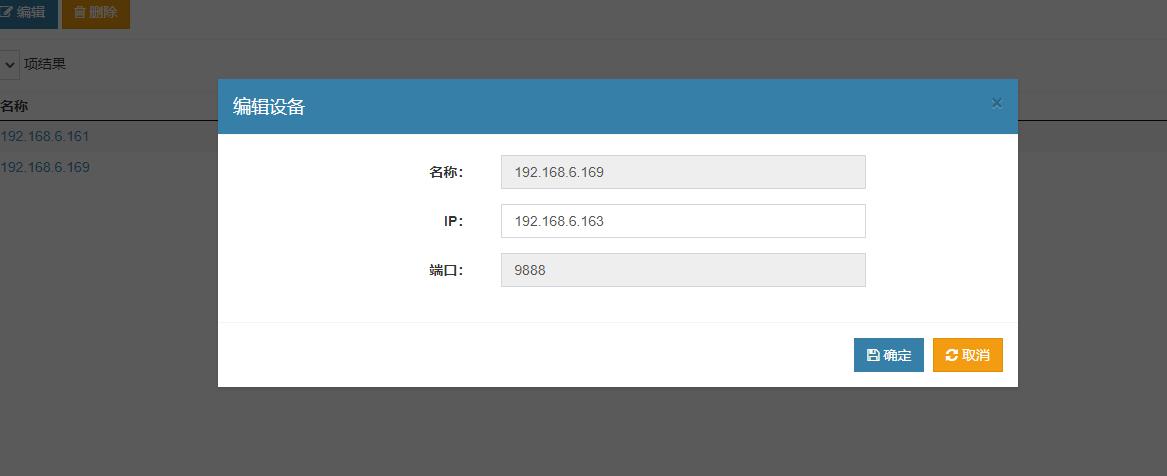 编辑 删除
项结果
名称
192.168.6.161
192.168.6.169
编辑设备 ×
名称： 192.168.6.169
IP： 192.168.6.163
端口： 9888
确定 取消